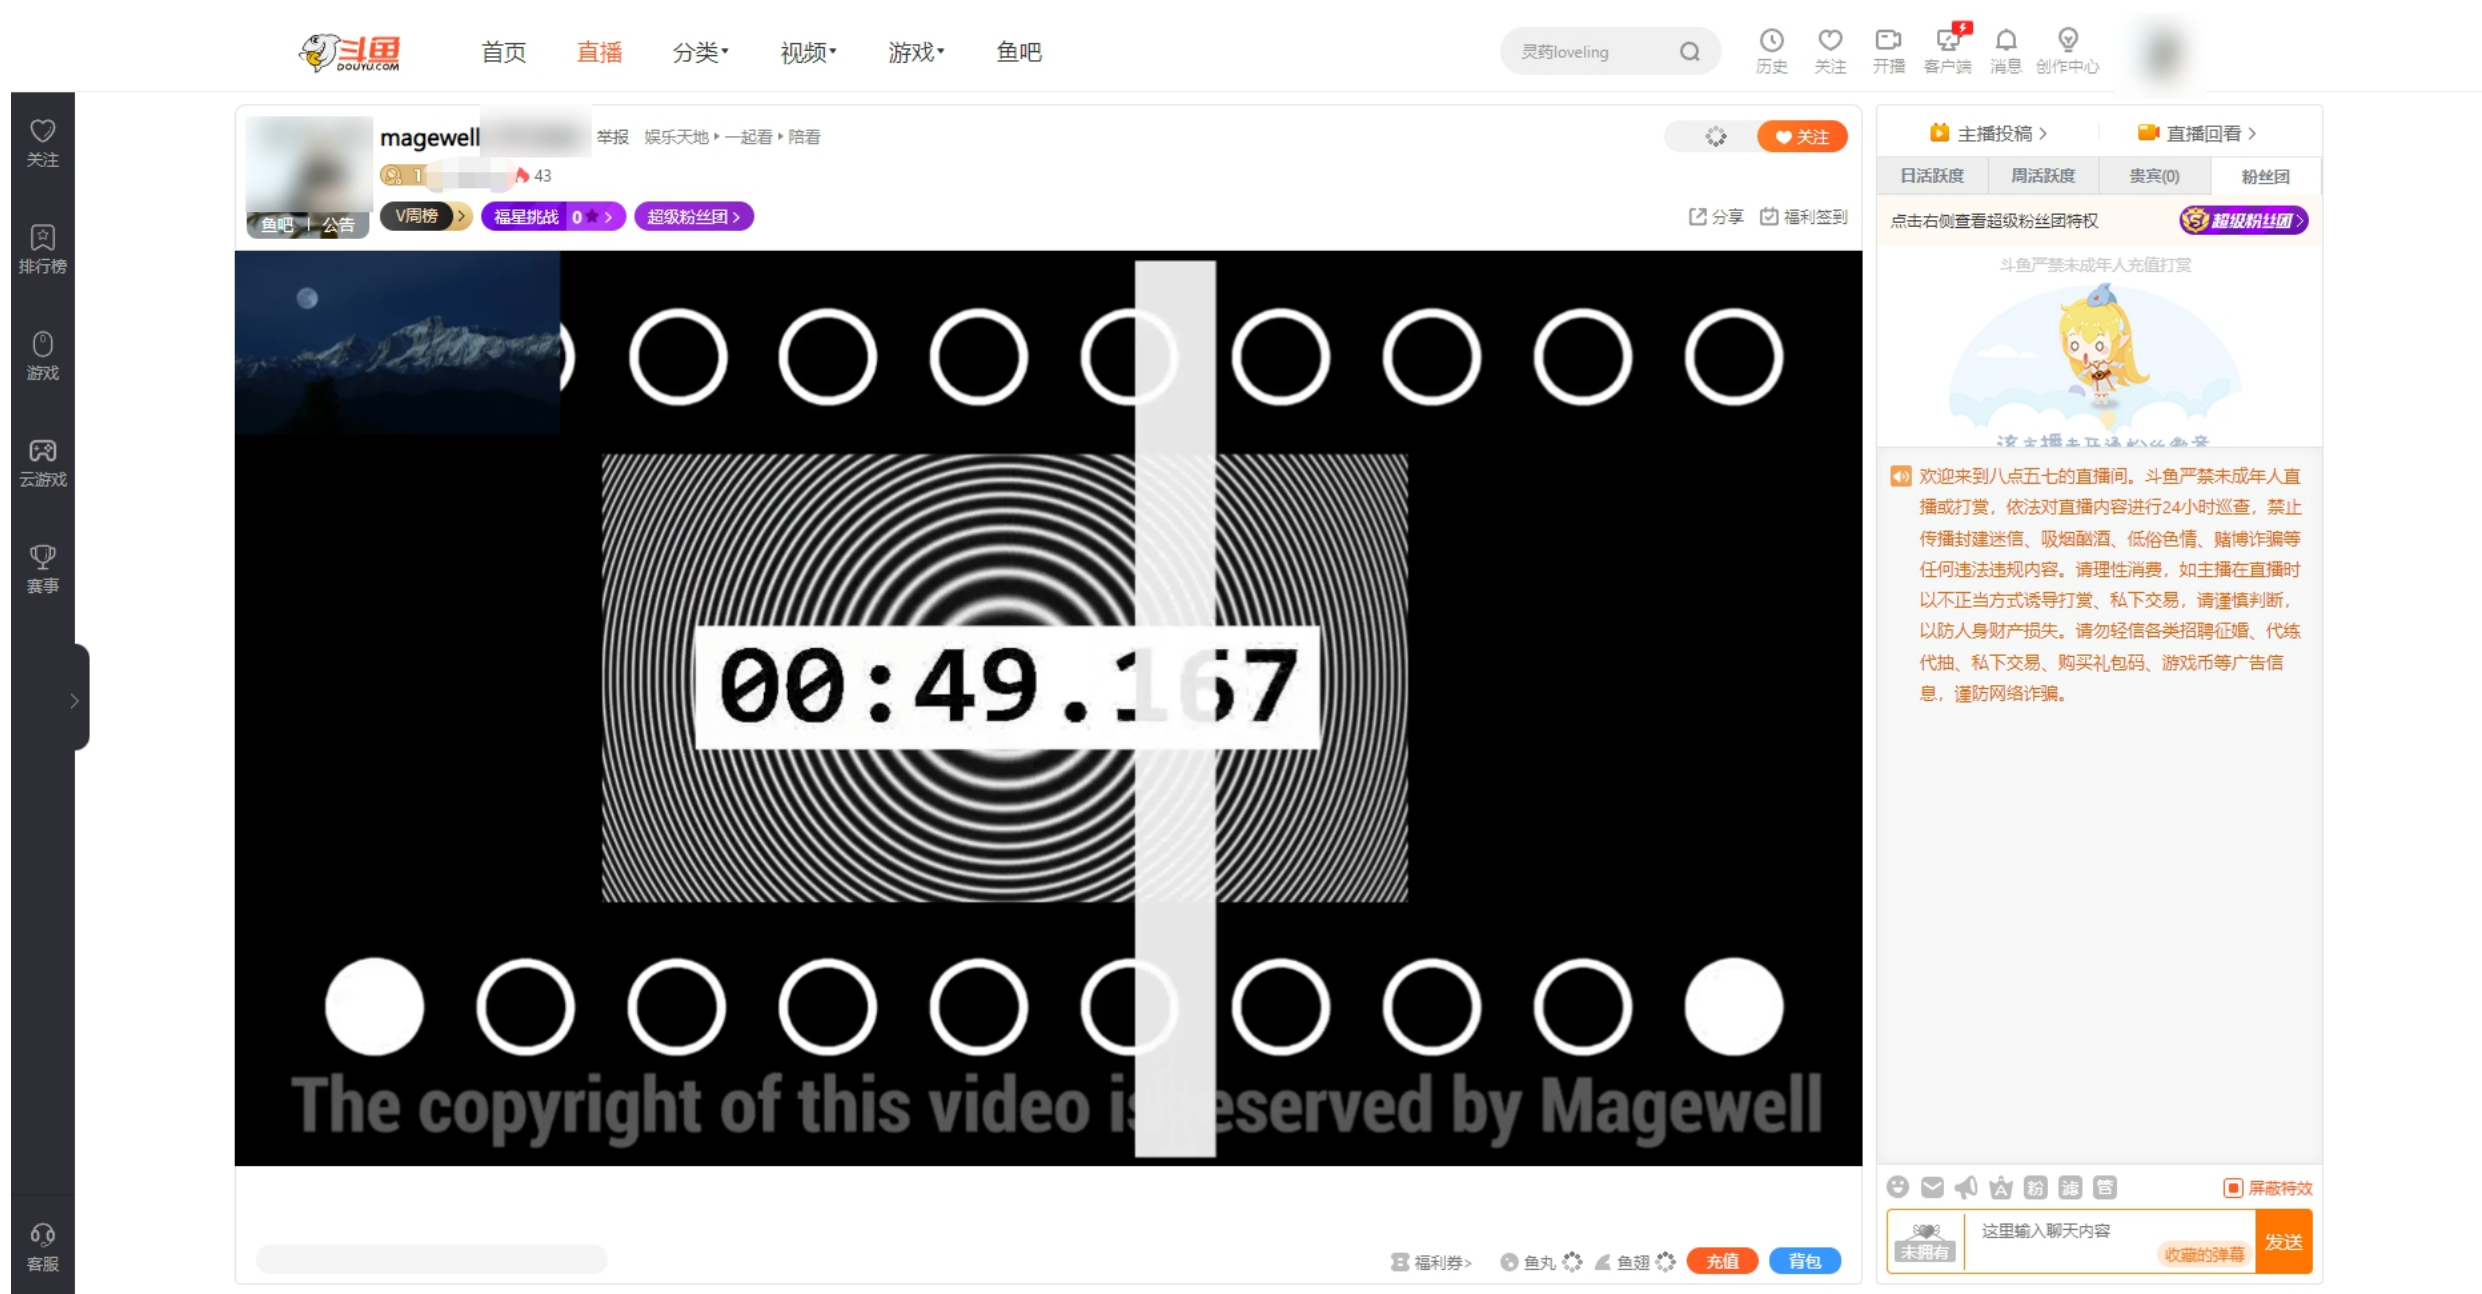 斗鱼
DOUYU.COM
首页
直播
分类
视频
游戏
鱼吧
灵药loveling
历史
关注
开播
客户端
消息
创作中心
关注
排行榜
游戏
云游戏
赛事
客服
鱼吧 | 公告
magewell
举报
娱乐天地
一起看
陪看
1
43
V周榜
福星挑战 0
超级粉丝团
关注
分享
福利签到
00:49.167
The copyright of this video is reserved by Magewell
福利券>
鱼丸
鱼翅
充值
背包
主播投稿
直播回看
日活跃度
周活跃度
贵宾(0)
粉丝团
点击右侧查看超级粉丝团特权
超级粉丝团
斗鱼严禁未成年人充值打赏
欢迎来到八点五七的直播间。斗鱼严禁未成年人直
播或打赏，依法对直播内容进行24小时巡查，禁止
传播封建迷信、吸烟酗酒、低俗色情、赌博诈骗等
任何违法违规内容。请理性消费，如主播在直播时
以不正当方式诱导打赏、私下交易，请谨慎判断，
以防人身财产损失。请勿轻信各类招聘征婚、代练
代抽、私下交易、购买礼包码、游戏币等广告信
息，谨防网络诈骗。
粉
滤
管
屏蔽特效
未拥有
这里输入聊天内容
收藏的弹幕
发送